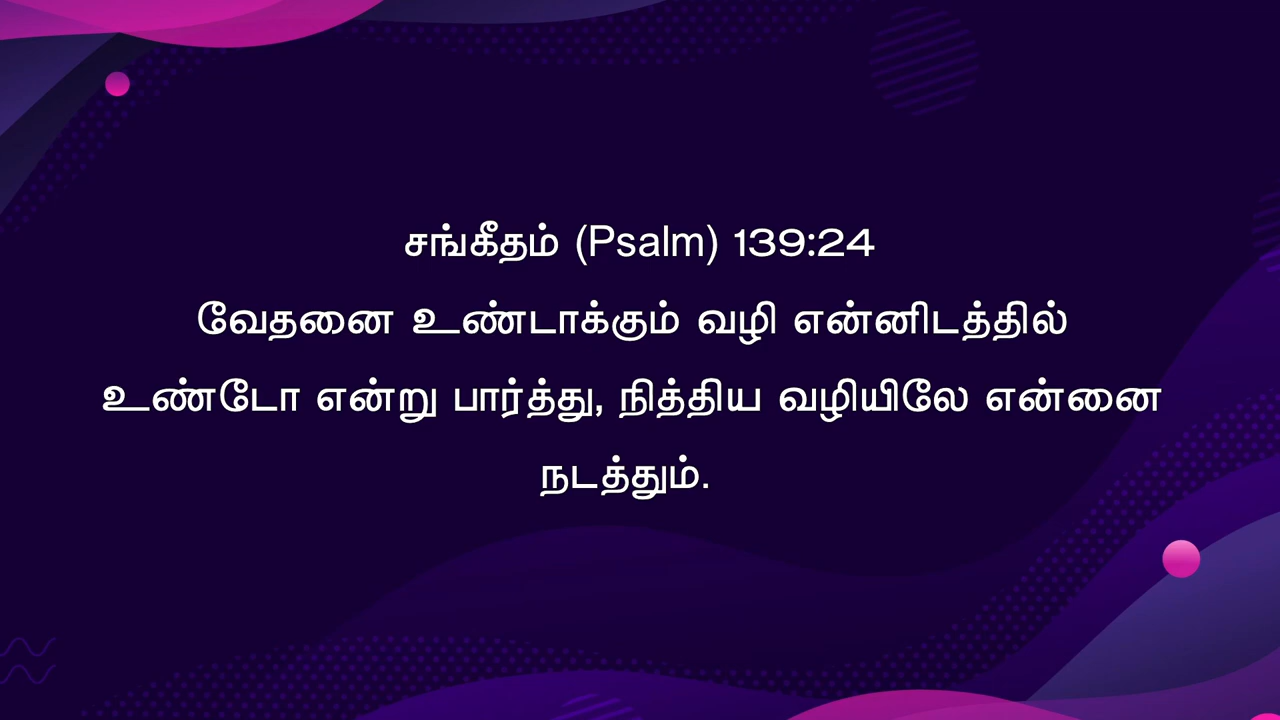 சங்கீதம் (Psalm) 139:24
வேதனை உண்டாக்கும் வழி என்னிடத்தில்
உண்டோ என்று பார்த்து, நித்திய வழியிலே என்னை
நடத்தும்.